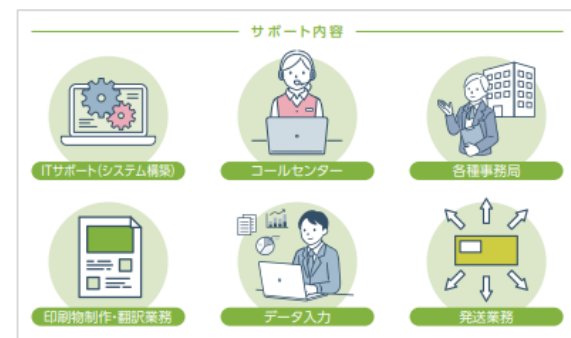 サポート内容
ITサポート(システム構築)
コールセンター
各種事務局
印刷物制作・翻訳業務
データ入力
発送業務